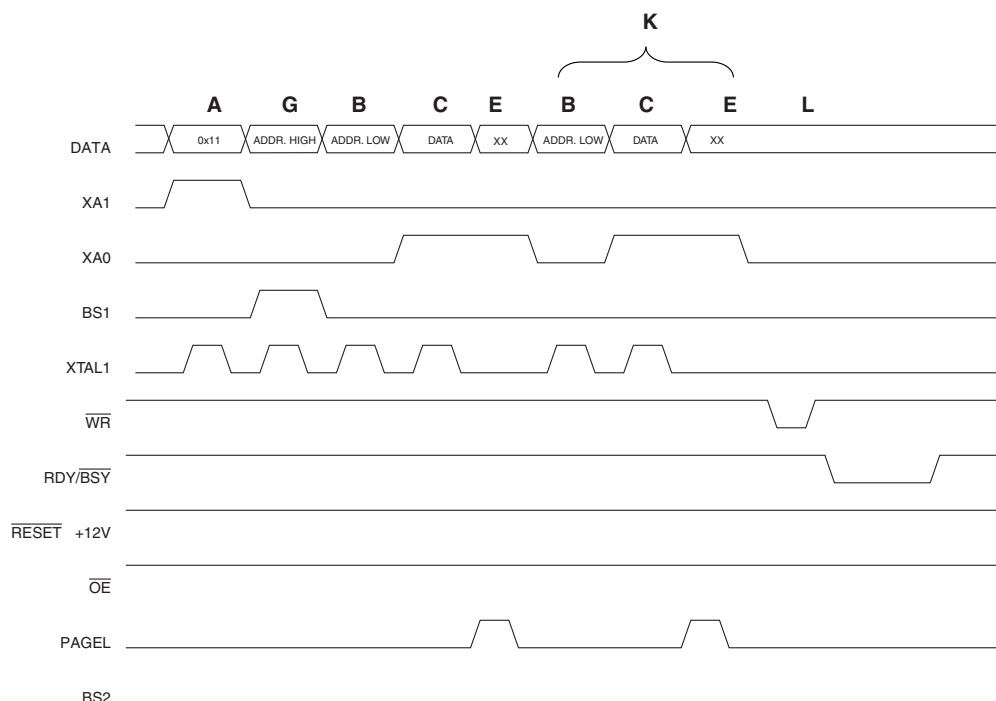 K
A G B C E B C E L
DATA 0x11 ADDR. HIGH ADDR. LOW DATA XX ADDR. LOW DATA XX
XA1
XA0
BS1
XTAL1
WR
RDY/BSY
RESET +12V
OE
PAGEL
BS2